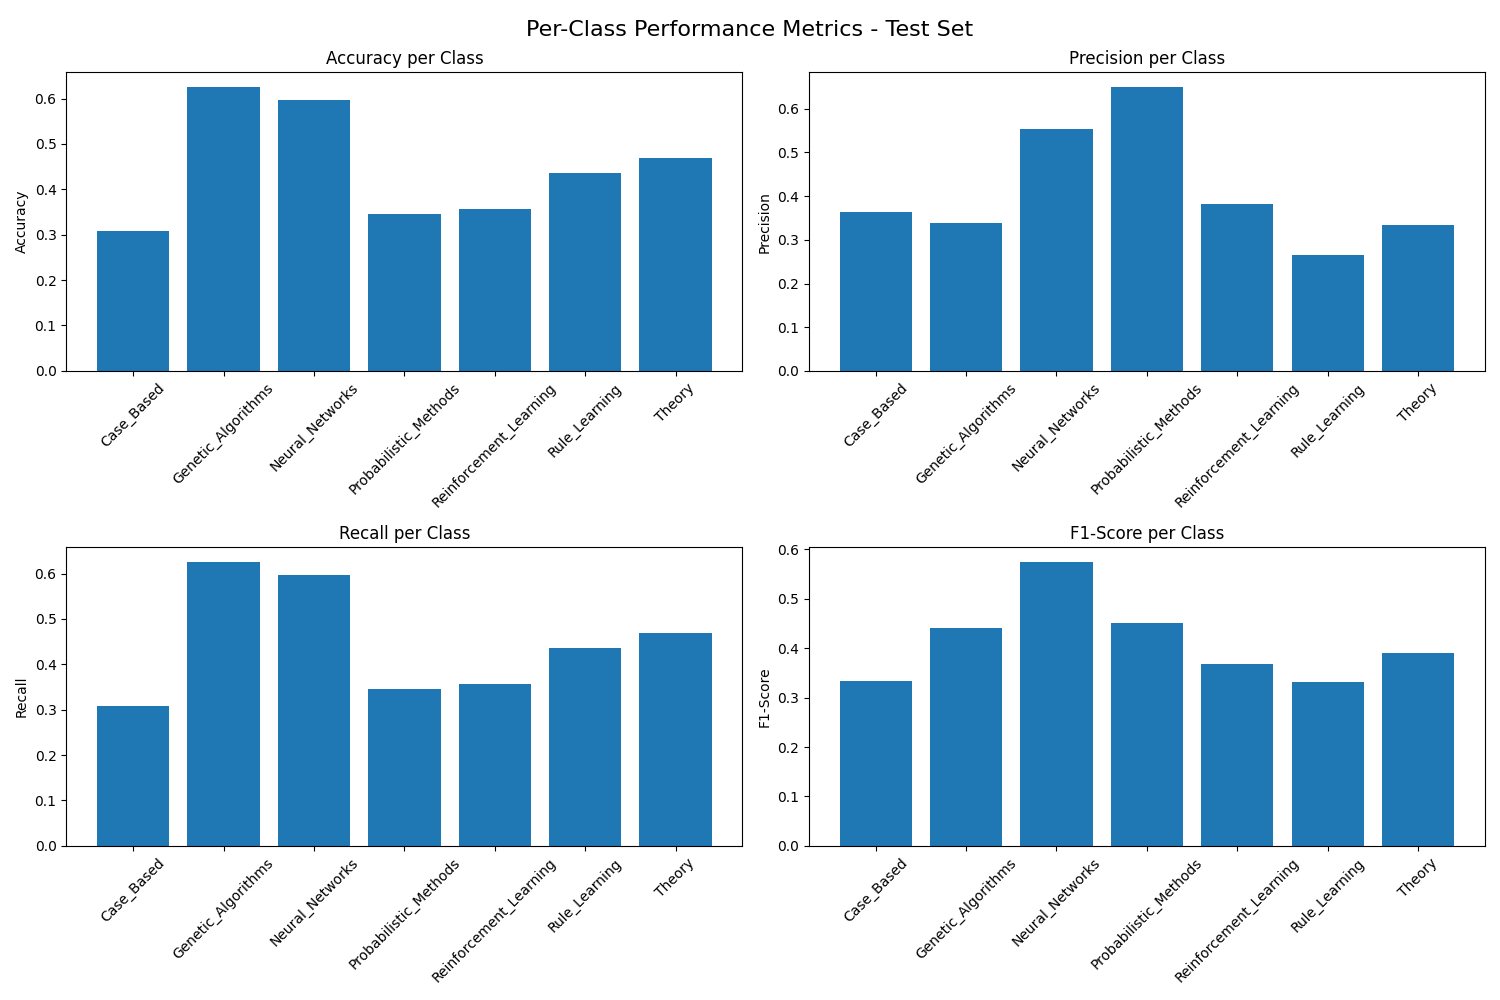 Per-Class Performance Metrics - Test Set
Accuracy per Class
Accuracy
0.6
0.5
0.4
0.3
0.2
0.1
0.0
Case_Based
Genetic_Algorithms
Neural_Networks
Probabilistic_Methods
Reinforcement_Learning
Rule_Learning
Theory
Precision per Class
Precision
0.6
0.5
0.4
0.3
0.2
0.1
0.0
Case_Based
Genetic_Algorithms
Neural_Networks
Probabilistic_Methods
Reinforcement_Learning
Rule_Learning
Theory
Recall per Class
Recall
0.6
0.5
0.4
0.3
0.2
0.1
0.0
Case_Based
Genetic_Algorithms
Neural_Networks
Probabilistic_Methods
Reinforcement_Learning
Rule_Learning
Theory
F1-Score per Class
F1-Score
0.6
0.5
0.4
0.3
0.2
0.1
0.0
Case_Based
Genetic_Algorithms
Neural_Networks
Probabilistic_Methods
Reinforcement_Learning
Rule_Learning
Theory